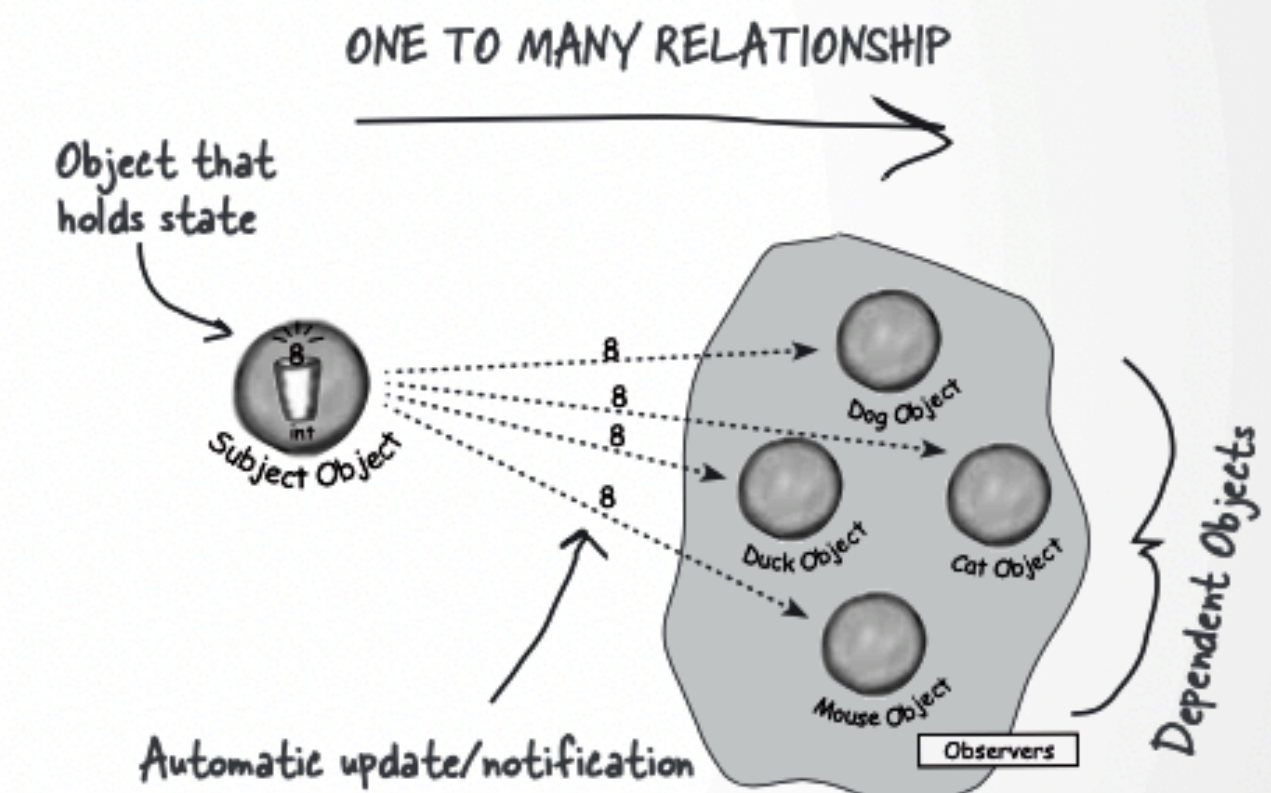 ONE TO MANY RELATIONSHIP
Object that
holds state
8
int
Subject Object
8
8
8
8
Dog Object
Duck Object
Cat Object
Mouse Object
Observers
Dependent Objects
Automatic update/notification